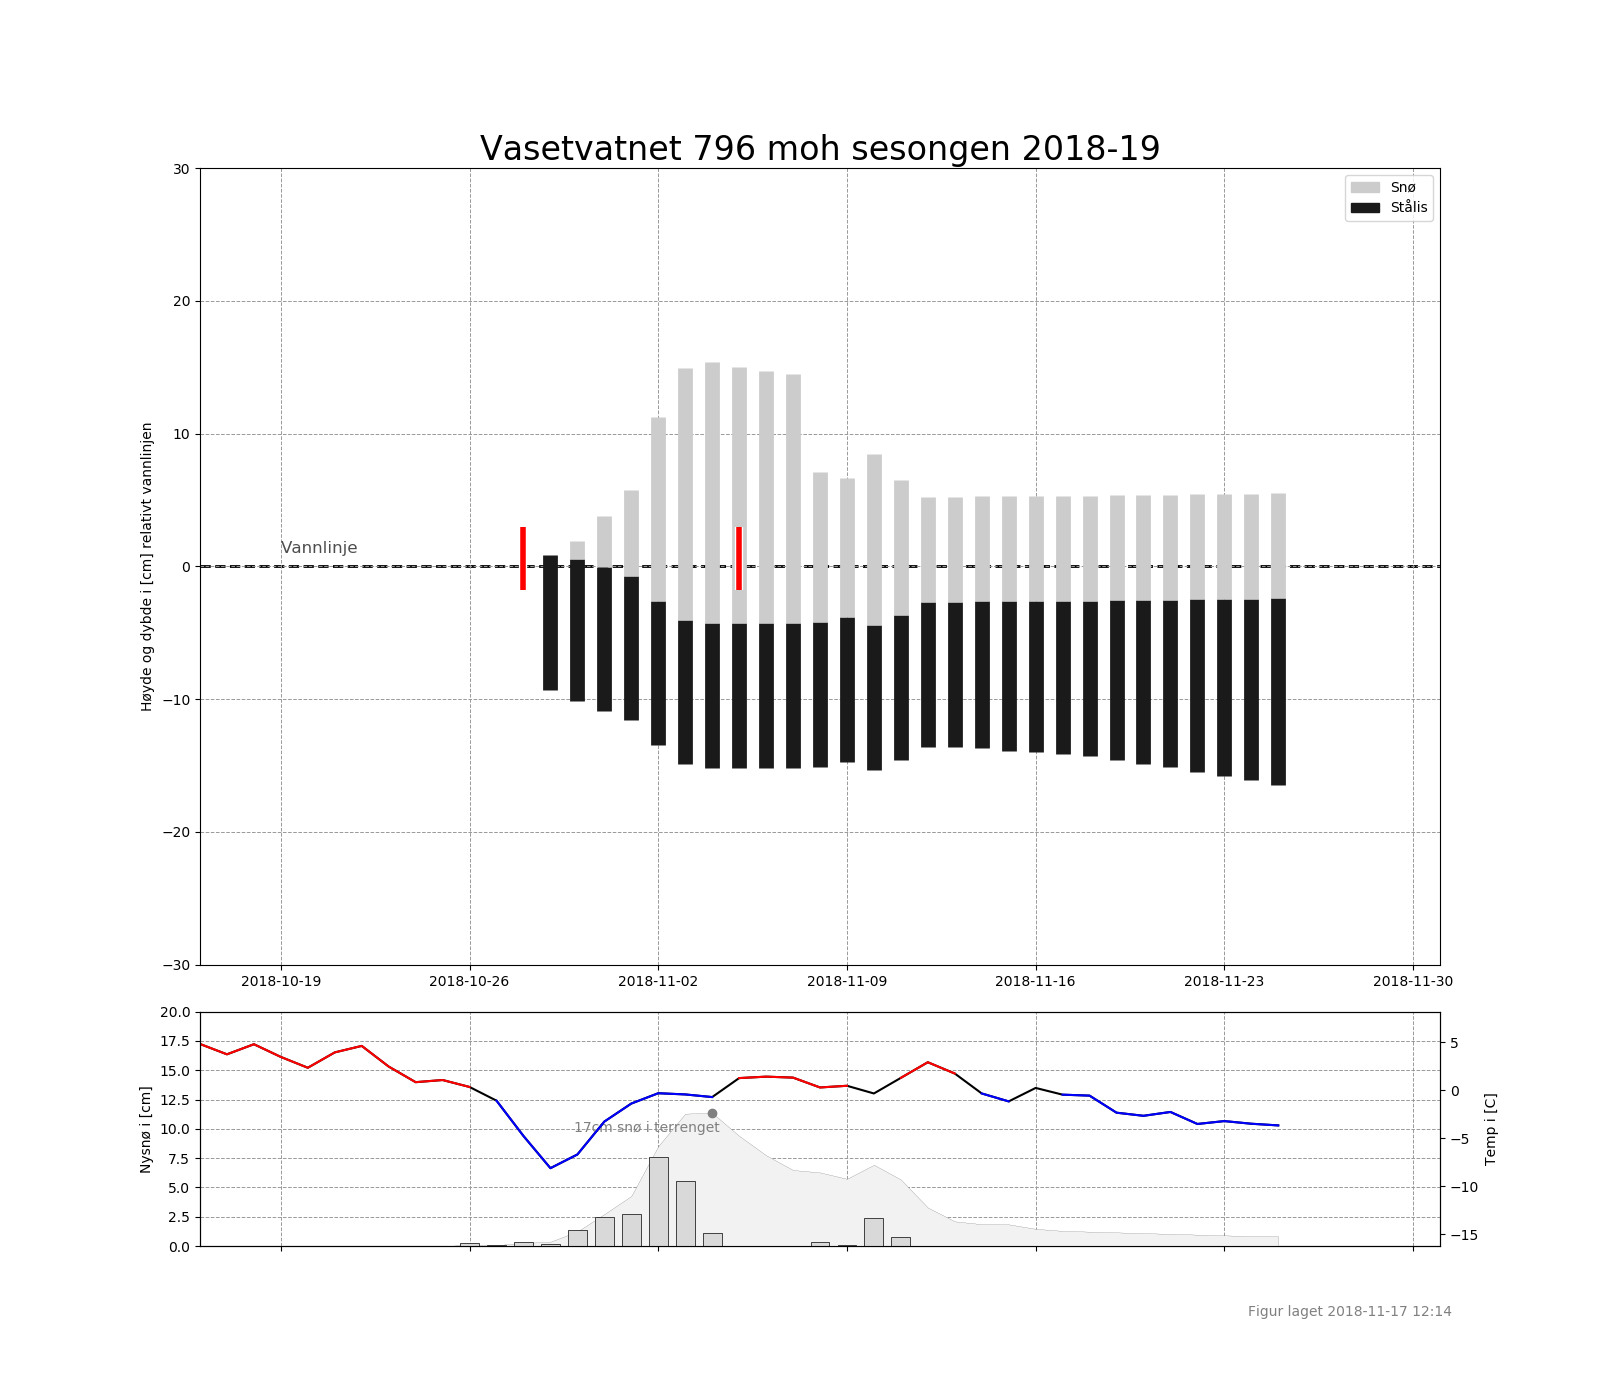 Vasetvatnet 796 moh sesongen 2018-19
Snø
Stålis
30
20
10
0
−10
−20
−30
Høyde og dybde i [cm] relativt vannlinjen
Vannlinje
2018-10-19 2018-10-26 2018-11-02 2018-11-09 2018-11-16 2018-11-23 2018-11-30
20.0
17.5
15.0
12.5
10.0
7.5
5.0
2.5
0.0
Nysnø i [cm]
17cm snø i terrenget
5
0
−5
−10
−15
Temp i [C]
Figur laget 2018-11-17 12:14